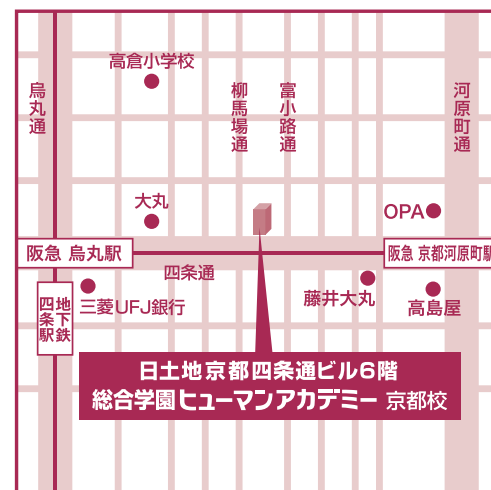 高倉小学校
烏丸通
柳馬場通
富小路通
河原町通
大丸
OPA
阪急 烏丸駅
阪急 京都河原町駅
四条通
地下鉄
四条駅
三菱UFJ銀行
藤井大丸
高島屋
日土地京都四条通ビル6階
総合学園ヒューマンアカデミー 京都校